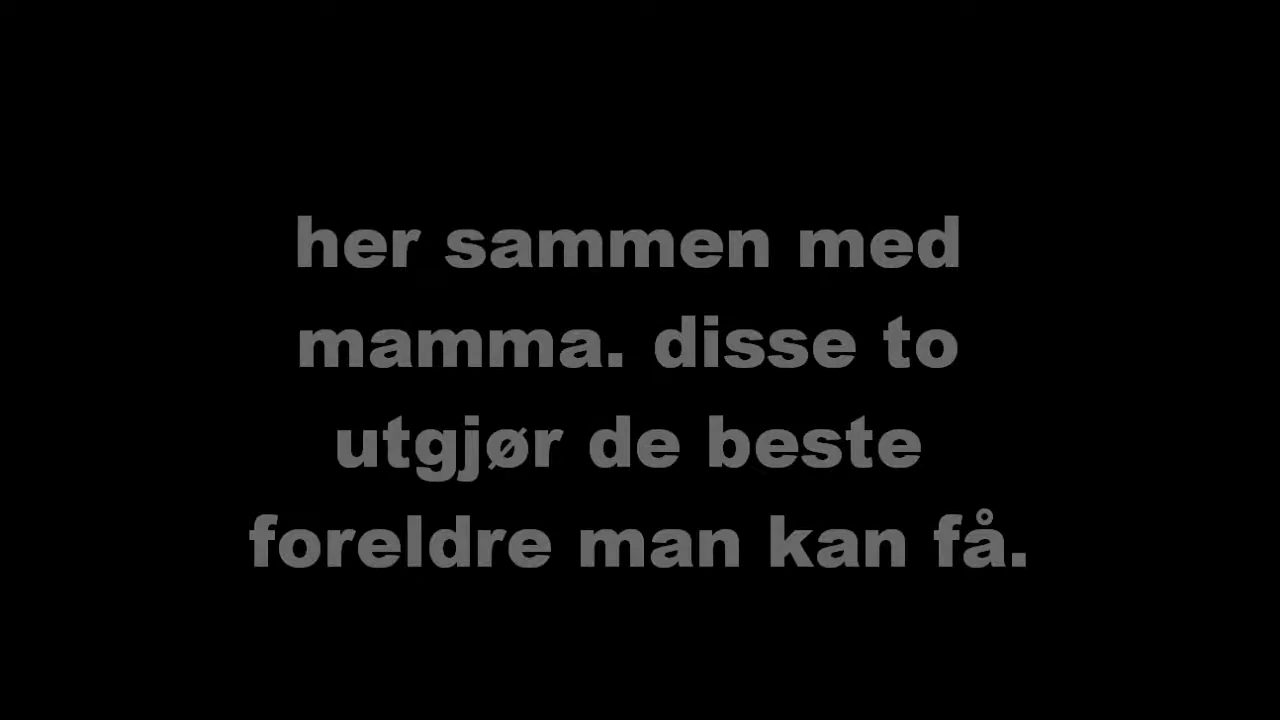 her sammen med
mamma. disse to
utgjør de beste
foreldre man kan få.